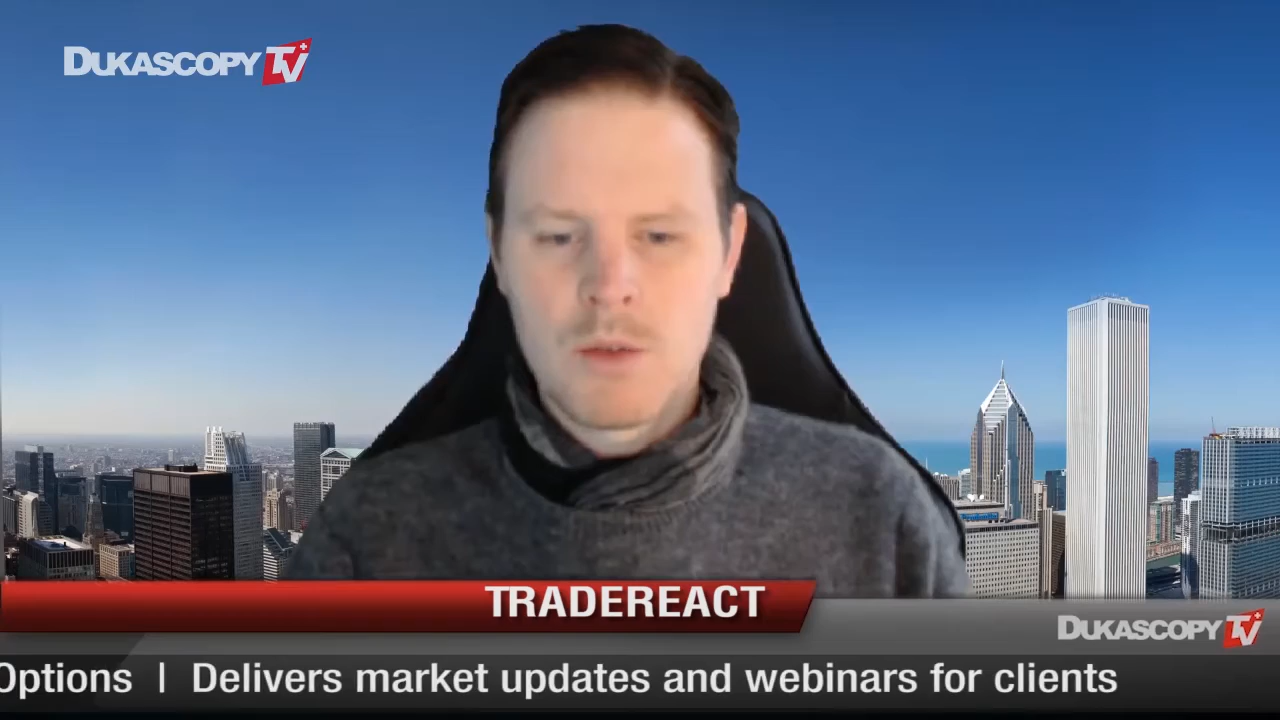 DUKASCOPY TV
TRADEREACT
DUKASCOPY TV
Options | Delivers market updates and webinars for clients